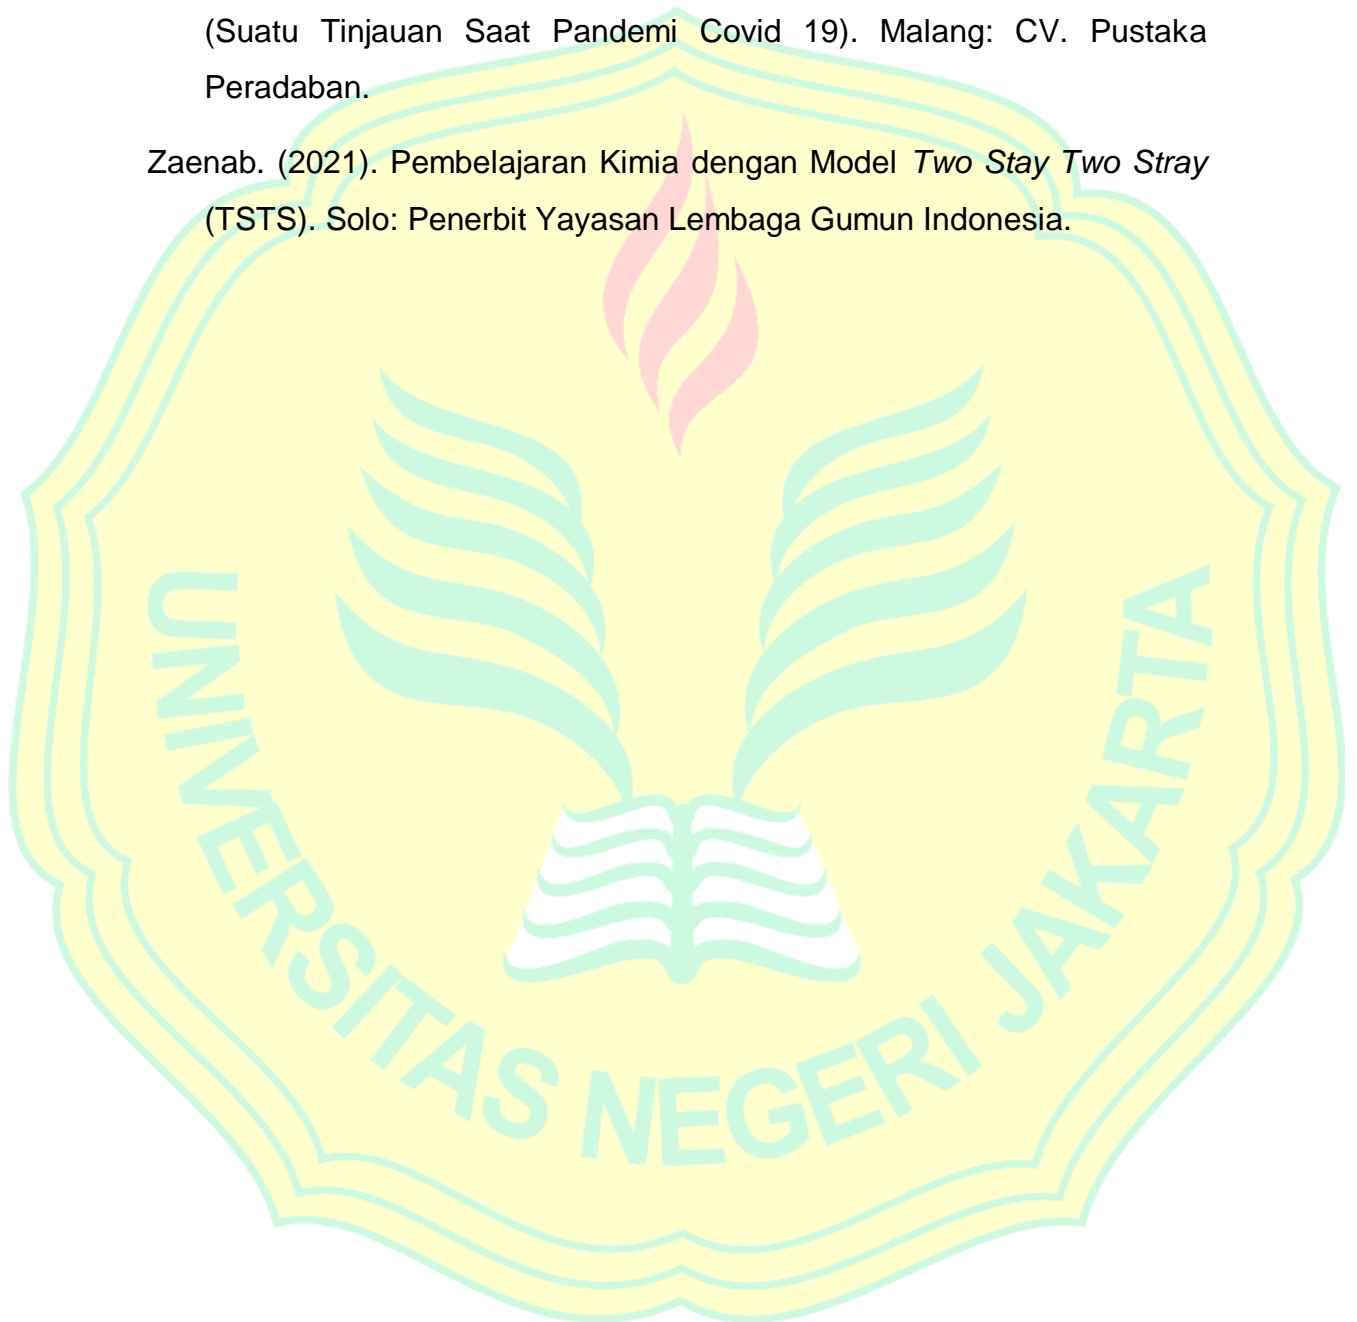 (Suatu Tinjauan Saat Pandemi Covid 19). Malang: CV. Pustaka
Peradaban.
Zaenab. (2021). Pembelajaran Kimia dengan Model Two Stay Two Stray
(TSTS). Solo: Penerbit Yayasan Lembaga Gumun Indonesia.
UNIVERSITAS NEGERI JAKARTA